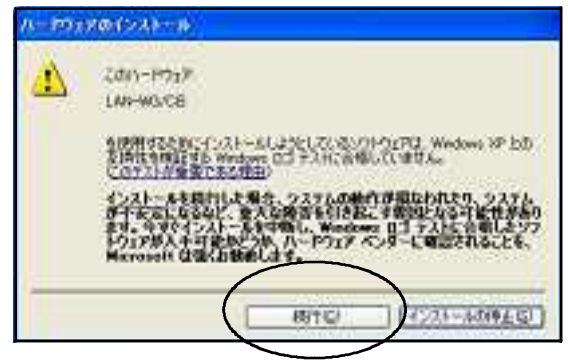 ハードウェアのインストール
このハードウェア:
LAN-WG/CB
を使用するためにインストールしようとしているソフトウェアは、Windows XP との
互換性を検証する Windows ロゴ テストに合格していません。
(このテストが重要である理由)
インストールを続行した場合、システムの動作が損なわれたり、システム
が不安定になるなど、重大な障害を引き起こす要因となる可能性があり
ます。今すぐインストールを中断し、Windows ロゴ テストに合格したソフ
トウェアが入手可能かどうか、ハードウェア ベンダーに確認されることを、
Microsoft は強くお勧めします。
続行(C) インストールの停止(S)